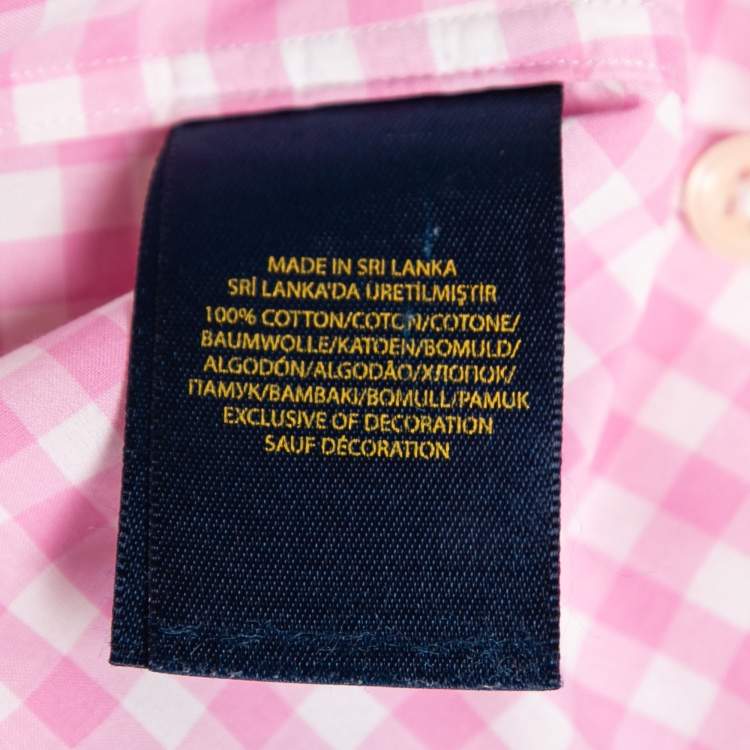 MADE IN SRI LANKA
SRİ LANKA'DA ÜRETİLMİŞTİR
100% COTTON/COTON/COTONE/
BAUMWOLLE/KATOEN/BOMULD/
ALGODÓN/ALGODÃO/ХЛОПОК/
ПАМУК/BAMBAKI/BOMULL/PAMUK
EXCLUSIVE OF DECORATION
SAUF DÉCORATION